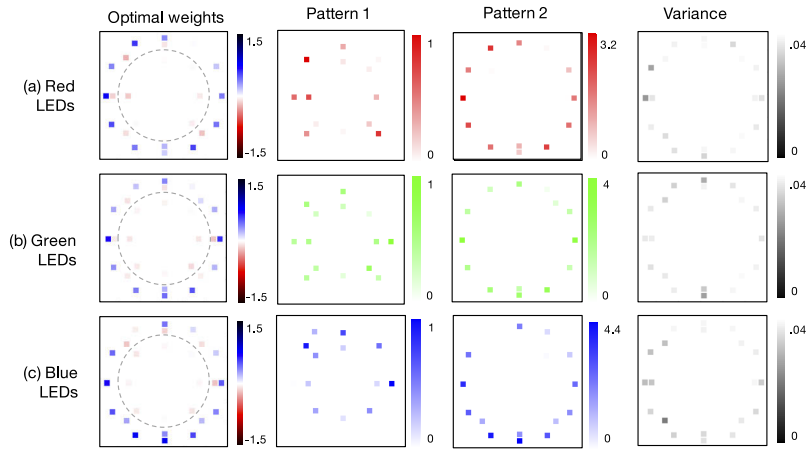 Optimal weights Pattern 1 Pattern 2 Variance
1.5 1 3.2 .04
(a) Red
LEDs
-1.5 0 0 0
1.5 1 4 .04
(b) Green
LEDs
-1.5 0 0 0
1.5 1 4.4 .04
(c) Blue
LEDs
-1.5 0 0 0